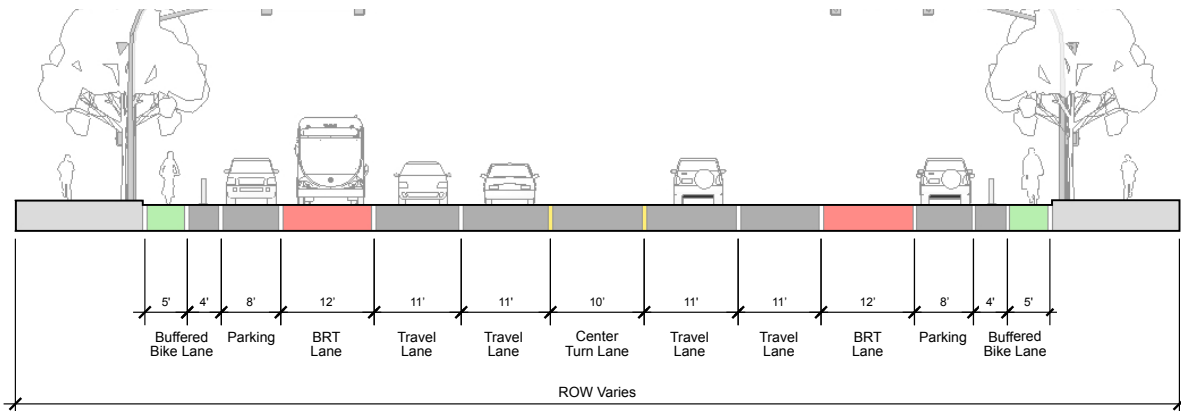 5' 4' 8' 12' 11' 11' 10' 11' 11' 12' 8' 4' 5'
Buffered
Bike Lane
Parking
BRT
Lane
Travel
Lane
Travel
Lane
Center
Turn Lane
Travel
Lane
Travel
Lane
BRT
Lane
Parking
Buffered
Bike Lane
ROW Varies